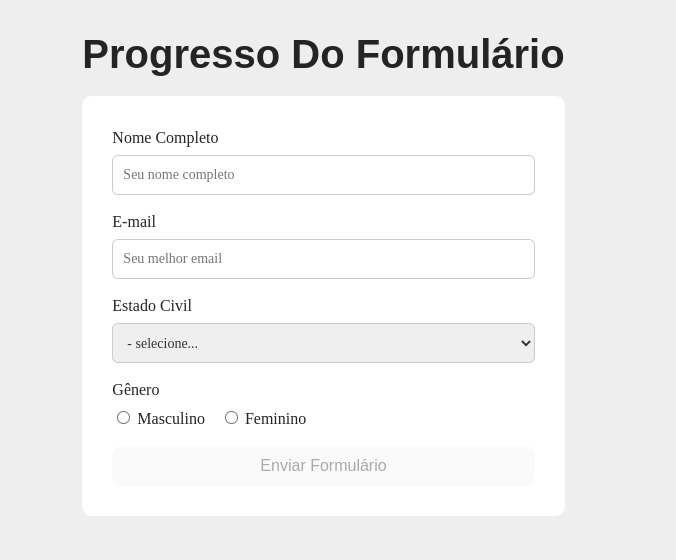 Progresso Do Formulário
Nome Completo
Seu nome completo
E-mail
Seu melhor email
Estado Civil
- selecione...
Gênero
Masculino Feminino
Enviar Formulário